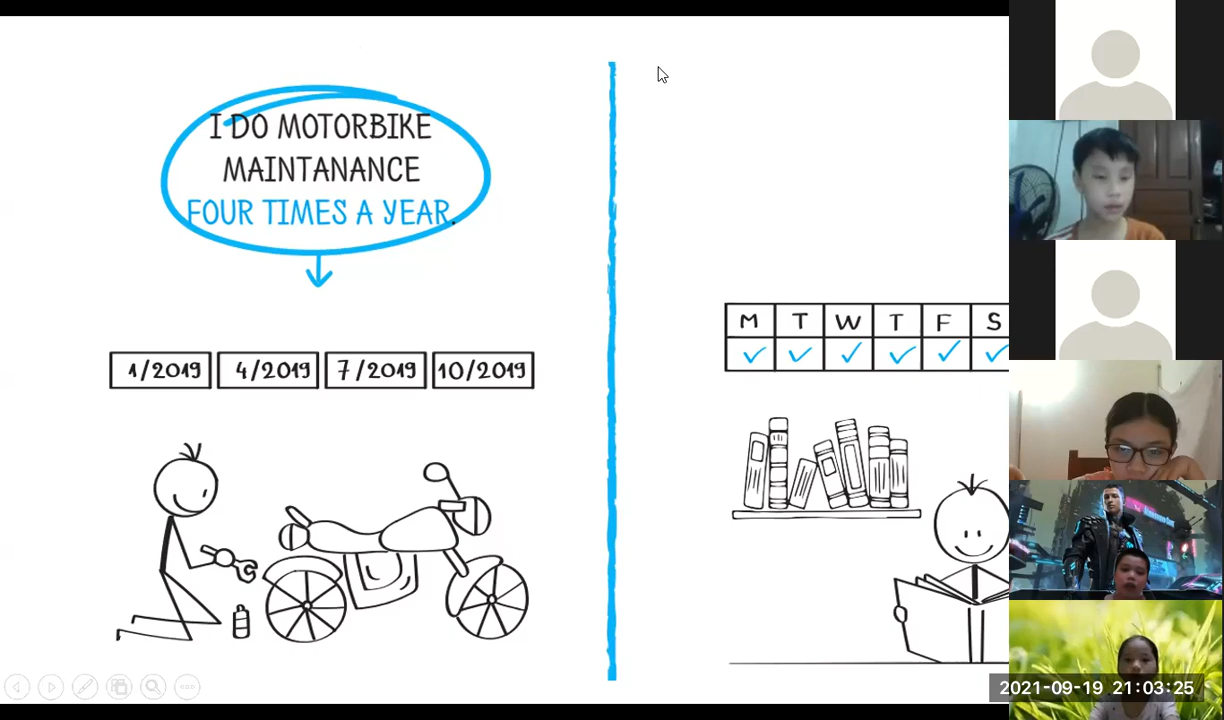 I DO MOTORBIKE
MAINTANANCE
FOUR TIMES A YEAR.
1/2019 4/2019 7/2019 10/2019
M T W T F S
2021-09-19 21:03:25